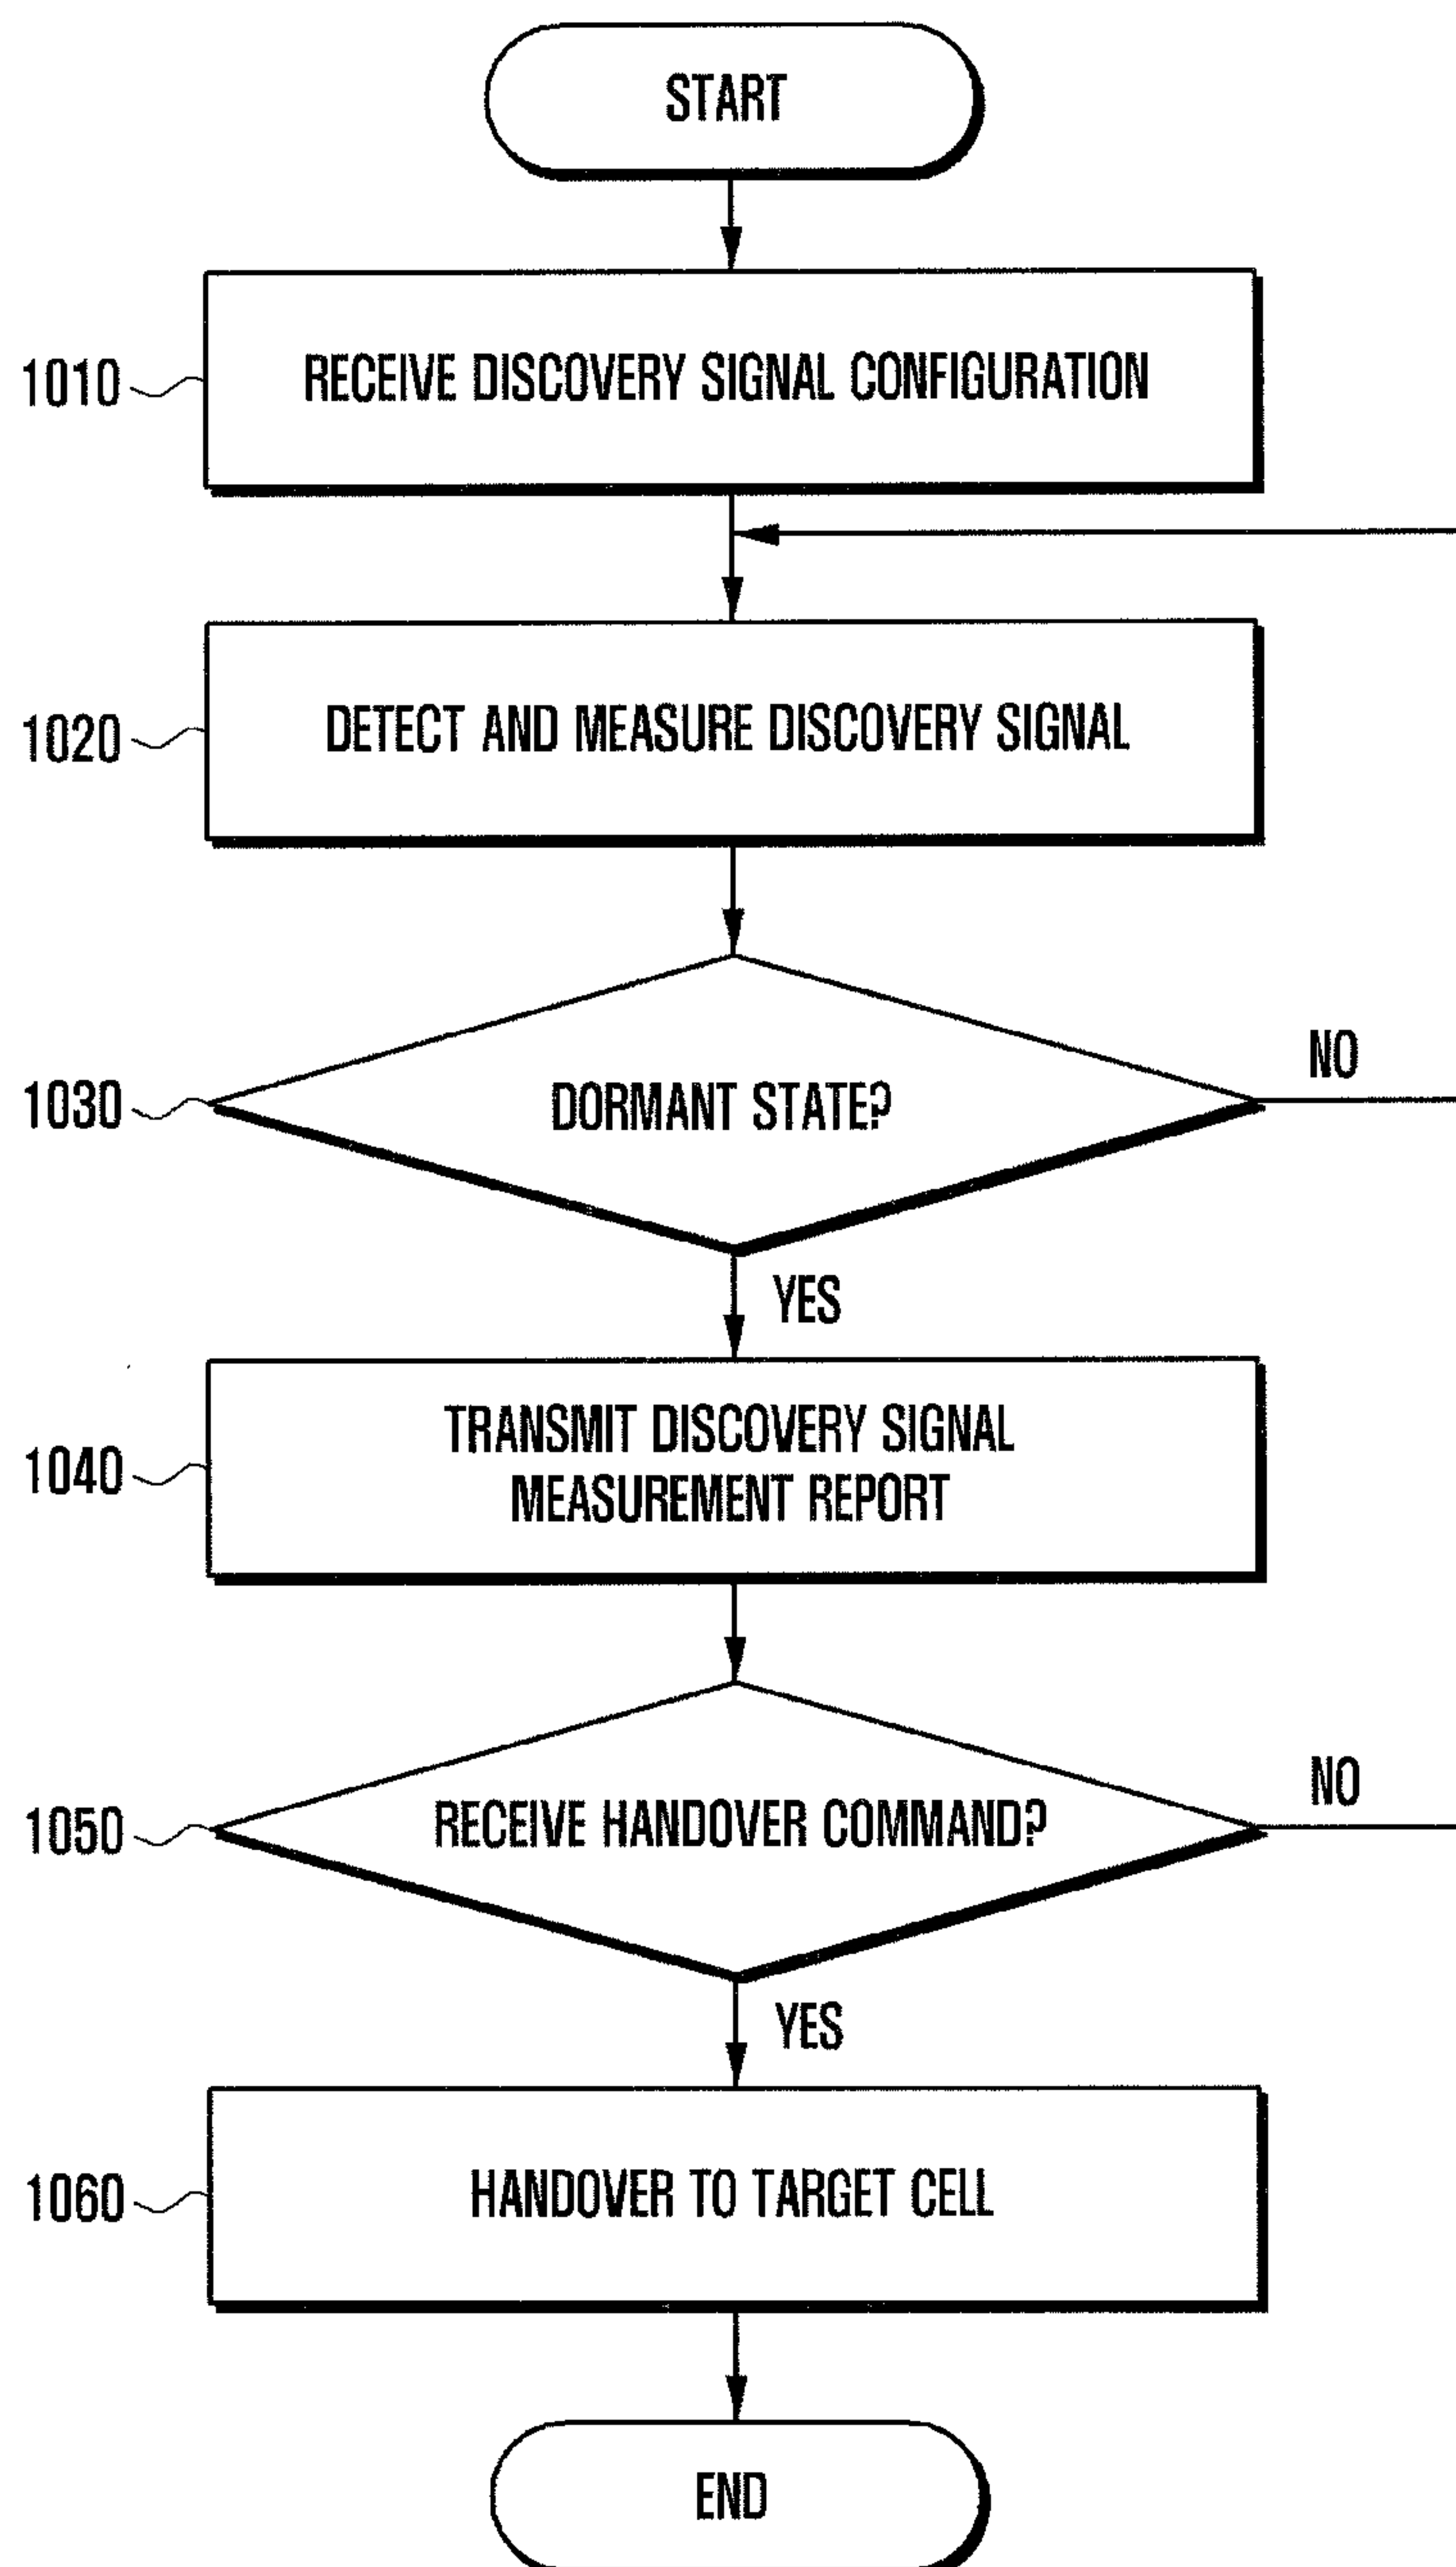 START
1010
RECEIVE DISCOVERY SIGNAL CONFIGURATION
1020
DETECT AND MEASURE DISCOVERY SIGNAL
1030
DORMANT STATE?
NO
YES
1040
TRANSMIT DISCOVERY SIGNAL
MEASUREMENT REPORT
1050
RECEIVE HANDOVER COMMAND?
NO
YES
1060
HANDOVER TO TARGET CELL
END